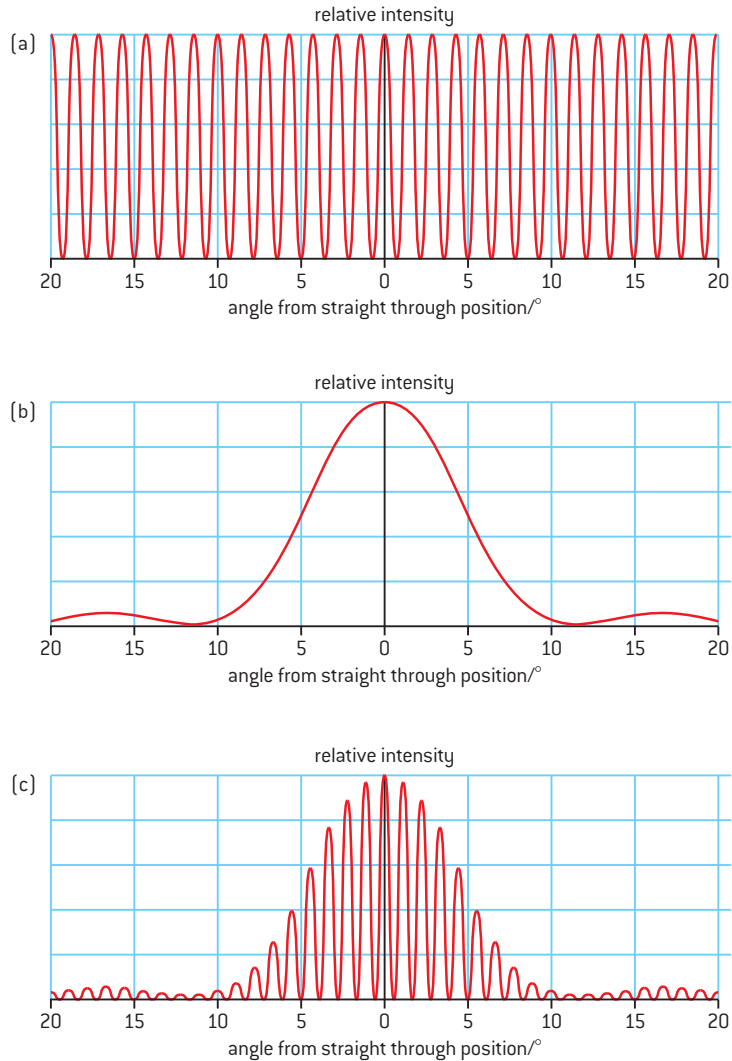 relative intensity
(a)
20 15 10 5 0 5 10 15 20
angle from straight through position/°
relative intensity
(b)
20 15 10 5 0 5 10 15 20
angle from straight through position/°
relative intensity
(c)
20 15 10 5 0 5 10 15 20
angle from straight through position/°